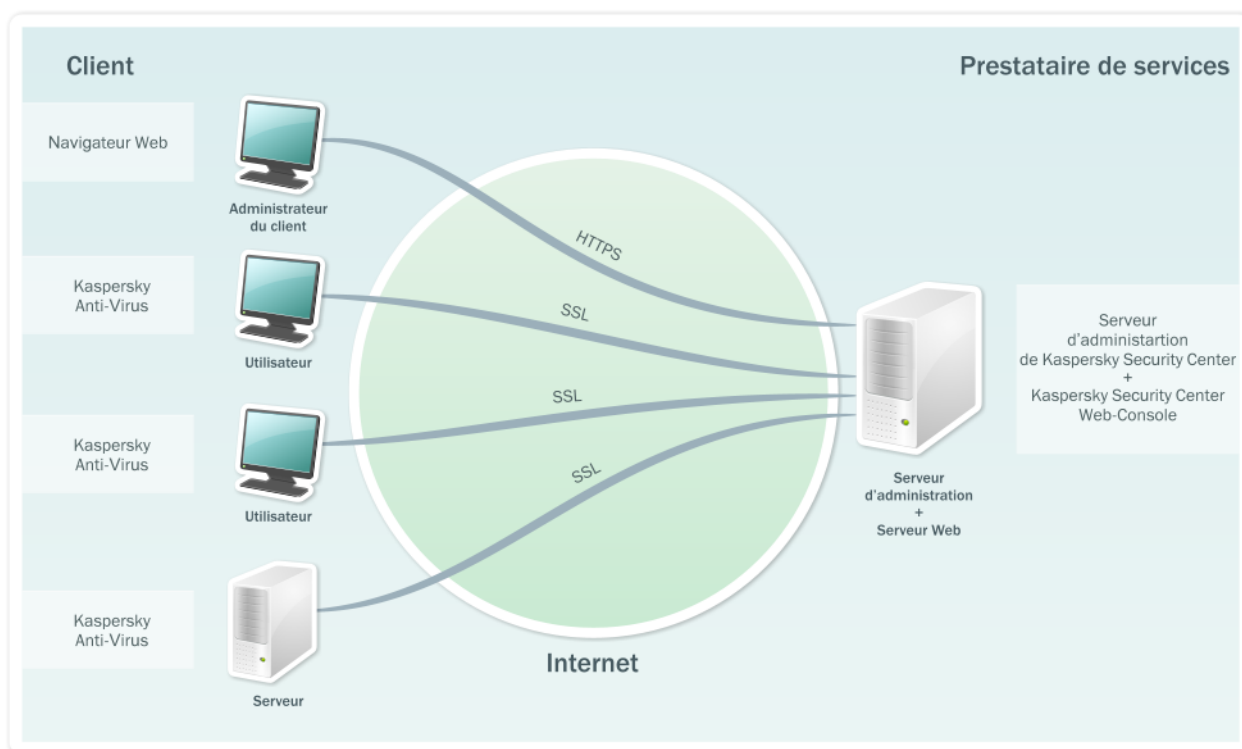 Client
Prestataire de services
Navigateur Web
Administrateur
du client
HTTPS
Kaspersky
Anti-Virus
Utilisateur
SSL
Serveur
d'administartion
de Kaspersky Security Center
+
Kaspersky Security Center
Web-Console
Kaspersky
Anti-Virus
Utilisateur
SSL
SSL
Serveur
d'administration
+
Serveur Web
Kaspersky
Anti-Virus
Serveur
Internet